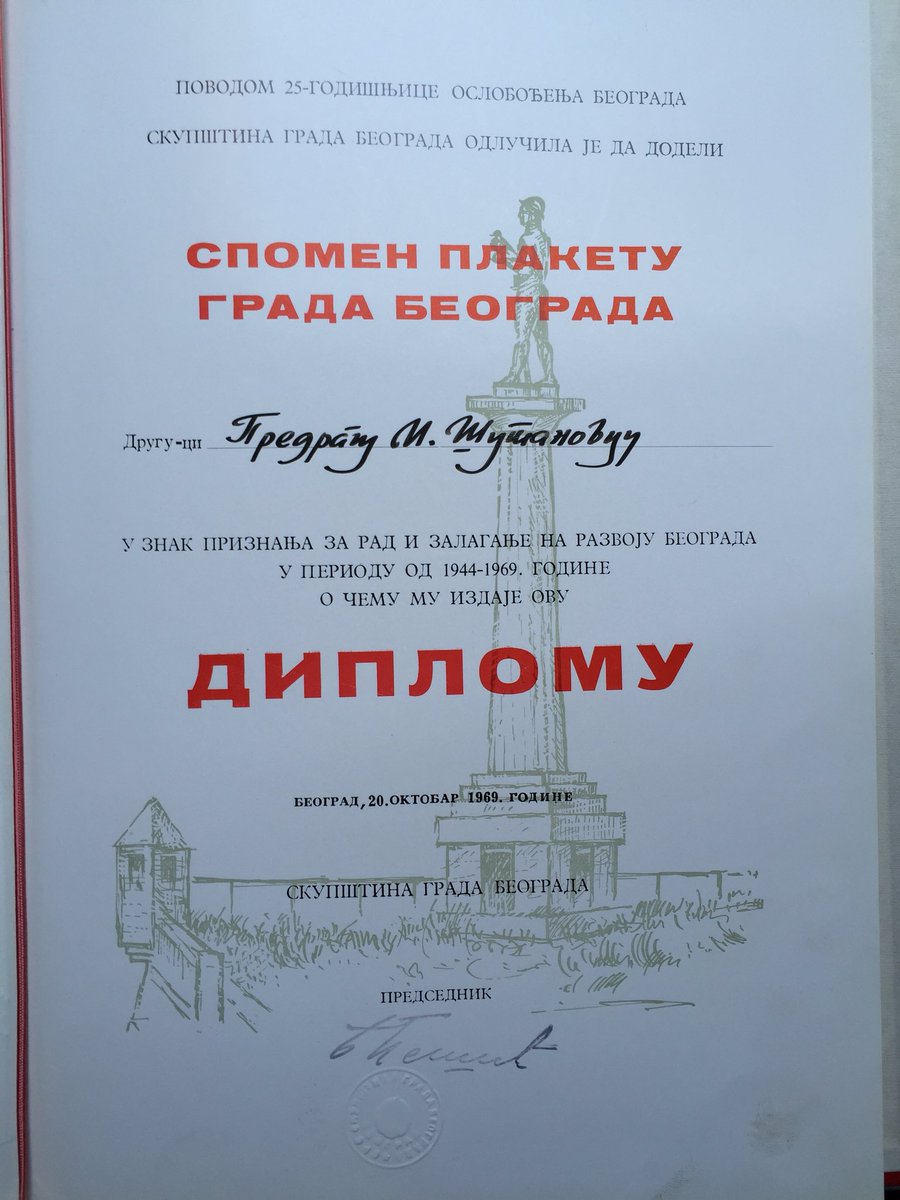 ПОВОДОМ 25-ГОДИШЊИЦЕ ОСЛОБОЂЕЊА БЕОГРАДА
СКУПШТИНА ГРАДА БЕОГРАДА ОДЛУЧИЛА ЈЕ ДА ДОДЕЛИ
СПОМЕН ПЛАКЕТУ
ГРАДА БЕОГРАДА
Другу-ци Предрагу М. Шутановцу
У ЗНАК ПРИЗНАЊА ЗА РАД И ЗАЛАГАЊЕ НА РАЗВОЈУ БЕОГРАДА
У ПЕРИОДУ ОД 1944-1969. ГОДИНЕ
О ЧЕМУ МУ ИЗДАЈЕ ОВУ
ДИПЛОМУ
БЕОГРАД, 20. ОКТОБАР 1969. ГОДИНЕ
СКУПШТИНА ГРАДА БЕОГРАДА
ПРЕДСЕДНИК